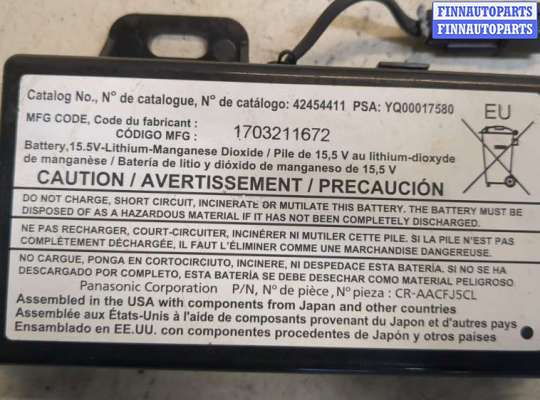 FINNAUTOPARTS
FINNAUTOPARTS
Catalog No., N° de catalogue, N° de catálogo: 42454411 PSA: YQ00017580
MFG CODE, Code du fabricant :
CÓDIGO MFG : 1703211672
EU
Battery,15.5V-Lithium-Manganese Dioxide / Pile de 15,5 V au lithium-dioxyde
de manganèse / Batería de litio y dióxido de manganeso de 15,5 V
CAUTION / AVERTISSEMENT / PRECAUCIÓN
DO NOT CHARGE, SHORT CIRCUIT, INCINERATE OR MUTILATE THIS BATTERY. THE BATTERY MUST BE
DISPOSED OF AS A HAZARDOUS MATERIAL IF IT HAS NOT BEEN COMPLETELY DISCHARGED.
NE PAS RECHARGER, COURT-CIRCUITER, INCINÉRER NI MUTILER CETTE PILE. SI LA PILE N'EST PAS
COMPLÉTEMENT DÉCHARGÉE, IL FAUT L'ÉLIMINER COMME UNE MARCHANDISE DANGEREUSE.
NO CARGUE, PONGA EN CORTOCIRCIUTO, INCINERE, NI DESPEDACE ESTA BATERÍA. SI NO SE HA
DESCARGADO POR COMPLETO, ESTA BATERÍA SE DEBE DESECHAR COMO MATERIAL PELIGROSO
Panasonic Corporation P/N, N° de pièce, N° pieza : CR-AACFJ5CL
Assembled in the USA with components from Japan and other countries
Assemblée aux États-Unis à l'aide de composants provenant du Japon et d'autres pays
Ensamblado en EE.UU. con componentes procedentes de Japón y otros paises